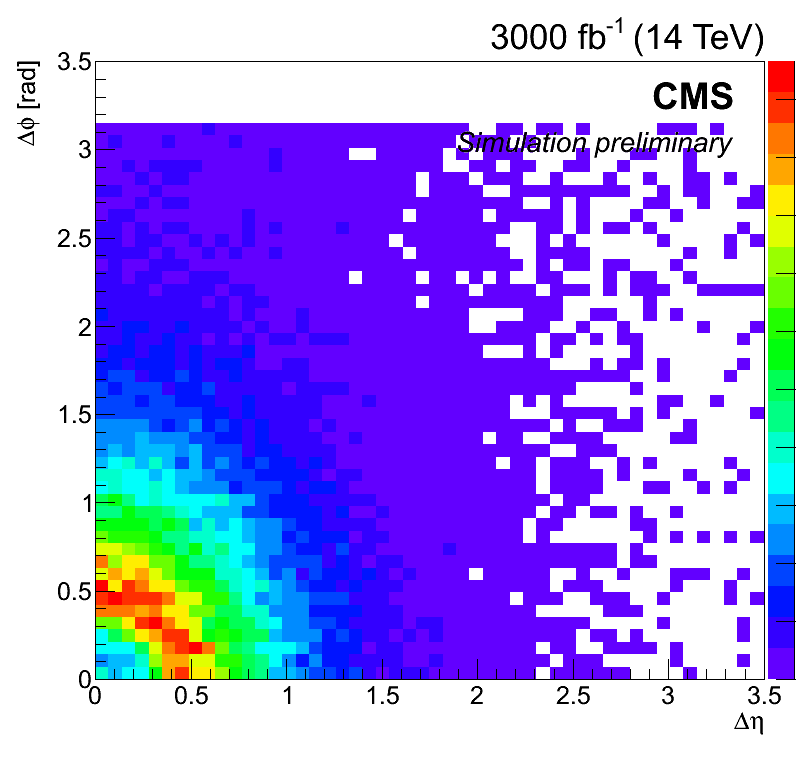 3000 fb-1 (14 TeV)
CMS
Simulation preliminary
Δϕ [rad]
3.5
3
2.5
2
1.5
1
0.5
0
0 0.5 1 1.5 2 2.5 3 3.5
Δη